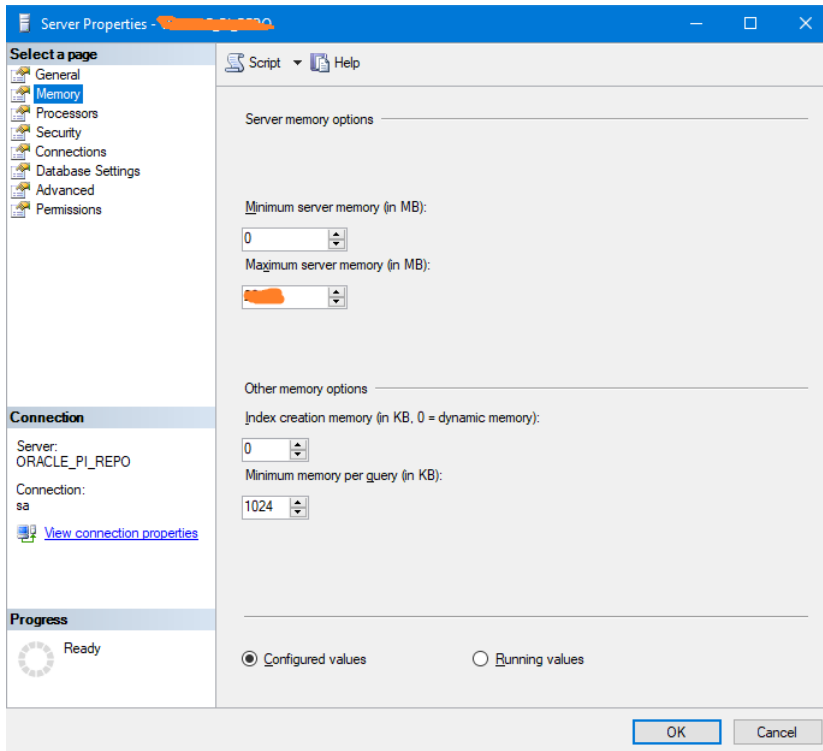 Server Properties - _PI_REPO
Select a page
General
Memory
Processors
Security
Connections
Database Settings
Advanced
Permissions
Script
Help
Server memory options
Minimum server memory (in MB):
0
Maximum server memory (in MB):
Other memory options
Index creation memory (in KB, 0 = dynamic memory):
0
Minimum memory per query (in KB):
1024
Connection
Server:
ORACLE_PI_REPO
Connection:
sa
View connection properties
Progress
Ready
Configured values
Running values
OK
Cancel